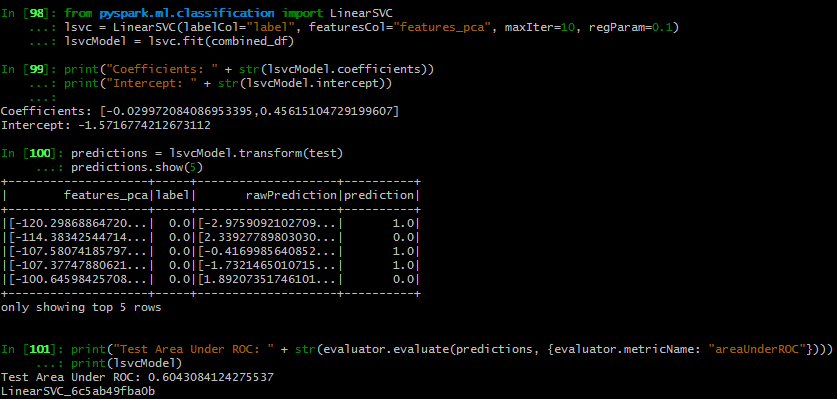 In [98]: from pyspark.ml.classification import LinearSVC
    ...: lsvc = LinearSVC(labelCol="label", featuresCol="features_pca", maxIter=10, regParam=0.1)
    ...: lsvcModel = lsvc.fit(combined_df)
In [99]: print("Coefficients: " + str(lsvcModel.coefficients))
    ...: print("Intercept: " + str(lsvcModel.intercept))
    ...:
Coefficients: [-0.029972084086953395,0.45615104729199607]
Intercept: -1.5716774212673112
In [100]: predictions = lsvcModel.transform(test)
     ...: predictions.show(5)
+--------------------+-----+--------------------+----------+
|        features_pca|label|       rawPrediction|prediction|
+--------------------+-----+--------------------+----------+
|[-120.29868864720...|  0.0|[-2.9759092102709...|       1.0|
|[-114.38342544714...|  0.0|[2.33927789803030...|       0.0|
|[-107.58074185797...|  0.0|[-0.4169985640852...|       1.0|
|[-107.37747880621...|  0.0|[-1.7321465010715...|       1.0|
|[-100.64598425708...|  0.0|[1.89207351746101...|       0.0|
+--------------------+-----+--------------------+----------+
only showing top 5 rows
In [101]: print("Test Area Under ROC: " + str(evaluator.evaluate(predictions, {evaluator.metricName: "areaUnderROC"})))
     ...: print(lsvcModel)
Test Area Under ROC: 0.6043084124275537
LinearSVC_6c5ab49fba0b